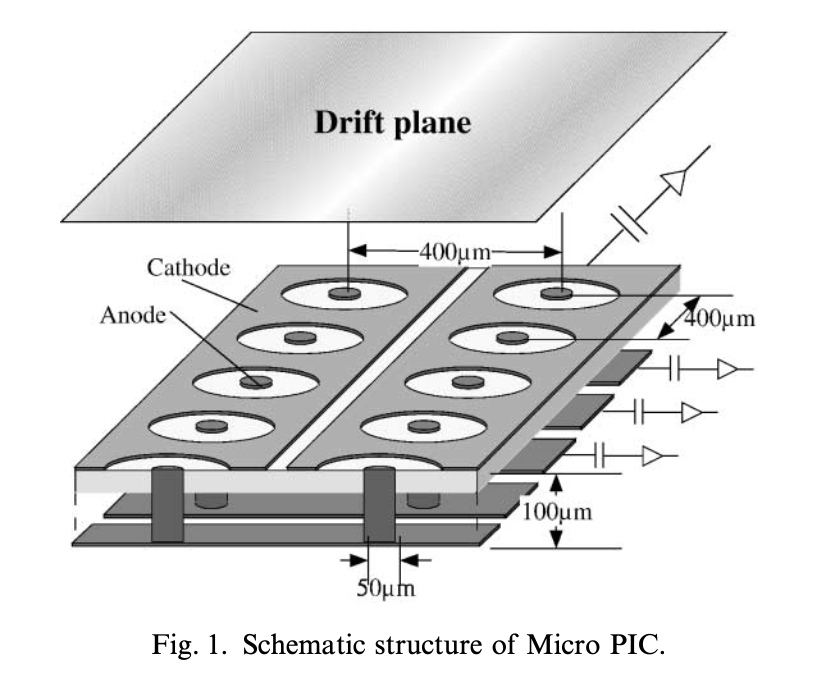 Drift plane
400μm
Cathode
Anode
400μm
100μm
50μm
Fig. 1. Schematic structure of Micro PIC.